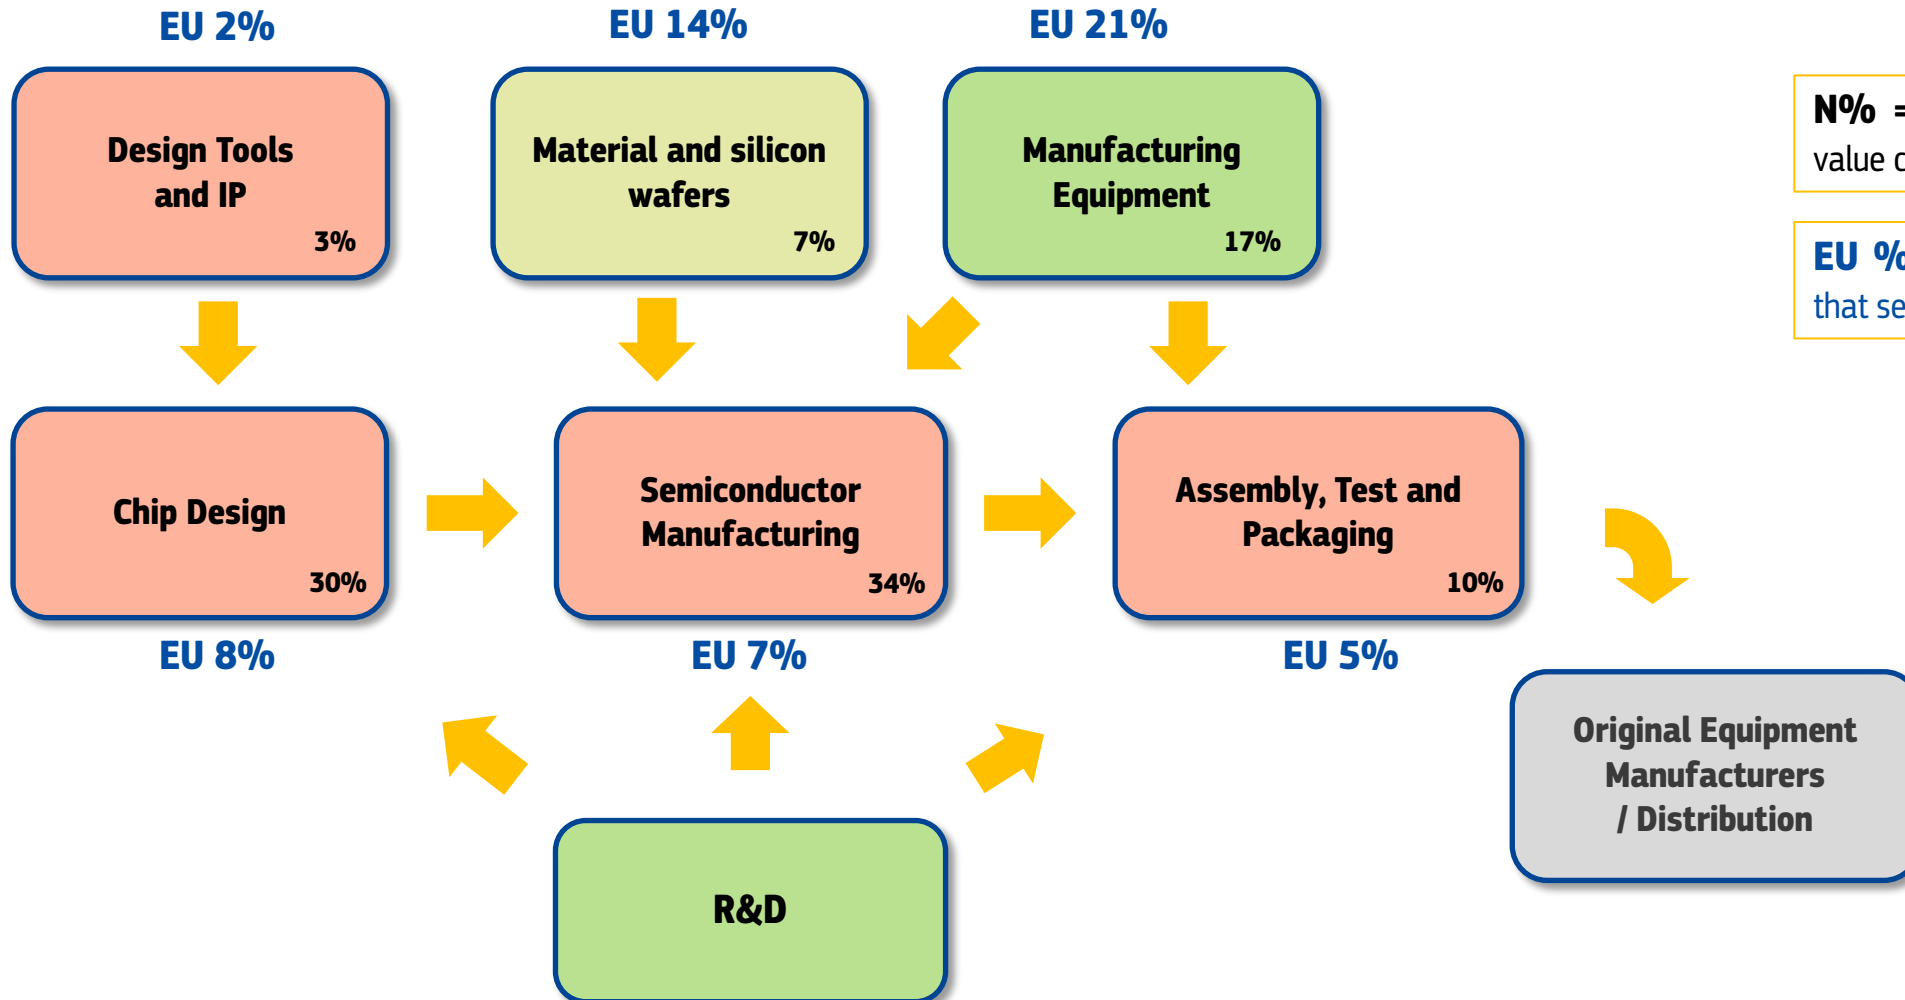 EU 2%
EU 14%
EU 21%
Design Tools
and IP
3%
Material and silicon
wafers
7%
Manufacturing
Equipment
17%
N% =
value
EU %
that
Chip Design
30%
Semiconductor
Manufacturing
34%
Assembly, Test and
Packaging
10%
EU 8%
EU 7%
EU 5%
Original Equipment
Manufacturers
/ Distribution
R&D